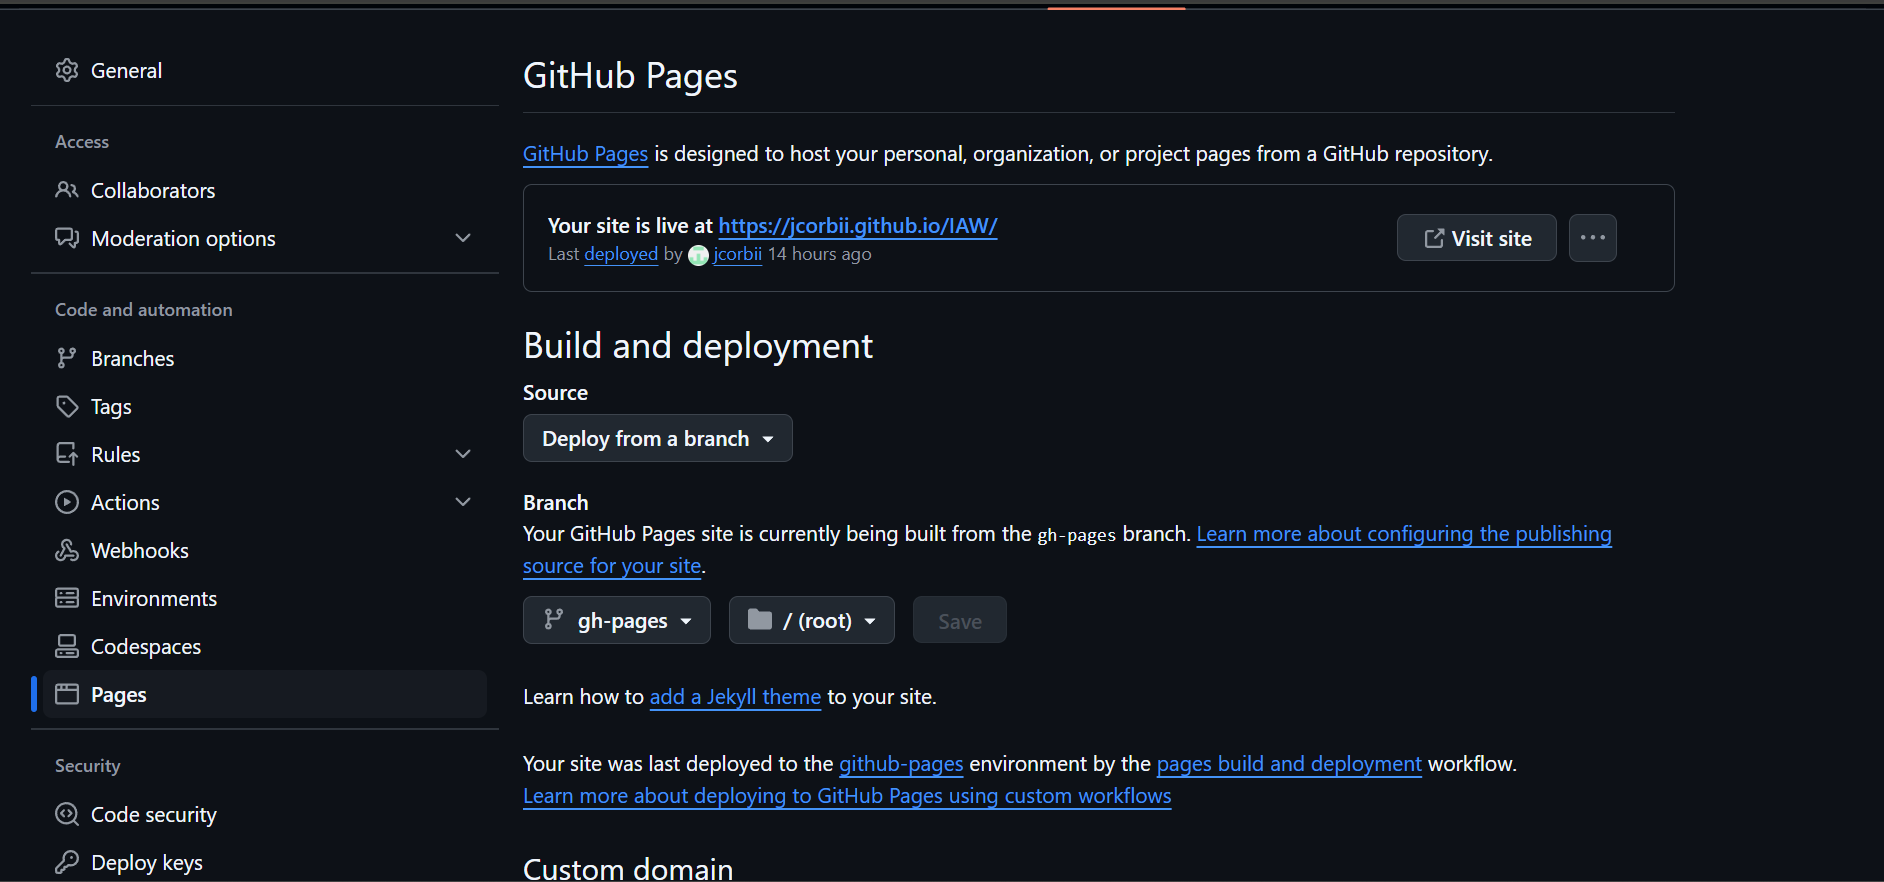 General
Access
Collaborators
Moderation options
Code and automation
Branches
Tags
Rules
Actions
Webhooks
Environments
Codespaces
Pages
Security
Code security
Deploy keys
GitHub Pages
GitHub Pages is designed to host your personal, organization, or project pages from a GitHub repository.
Your site is live at https://jcorbii.github.io/IAW/
Last deployed by jcorbii 14 hours ago
Visit site
Build and deployment
Source
Deploy from a branch
Branch
Your GitHub Pages site is currently being built from the gh-pages branch. Learn more about configuring the publishing
source for your site.
gh-pages
/ (root)
Save
Learn how to add a Jekyll theme to your site.
Your site was last deployed to the github-pages environment by the pages build and deployment workflow.
Learn more about deploying to GitHub Pages using custom workflows
Custom domain